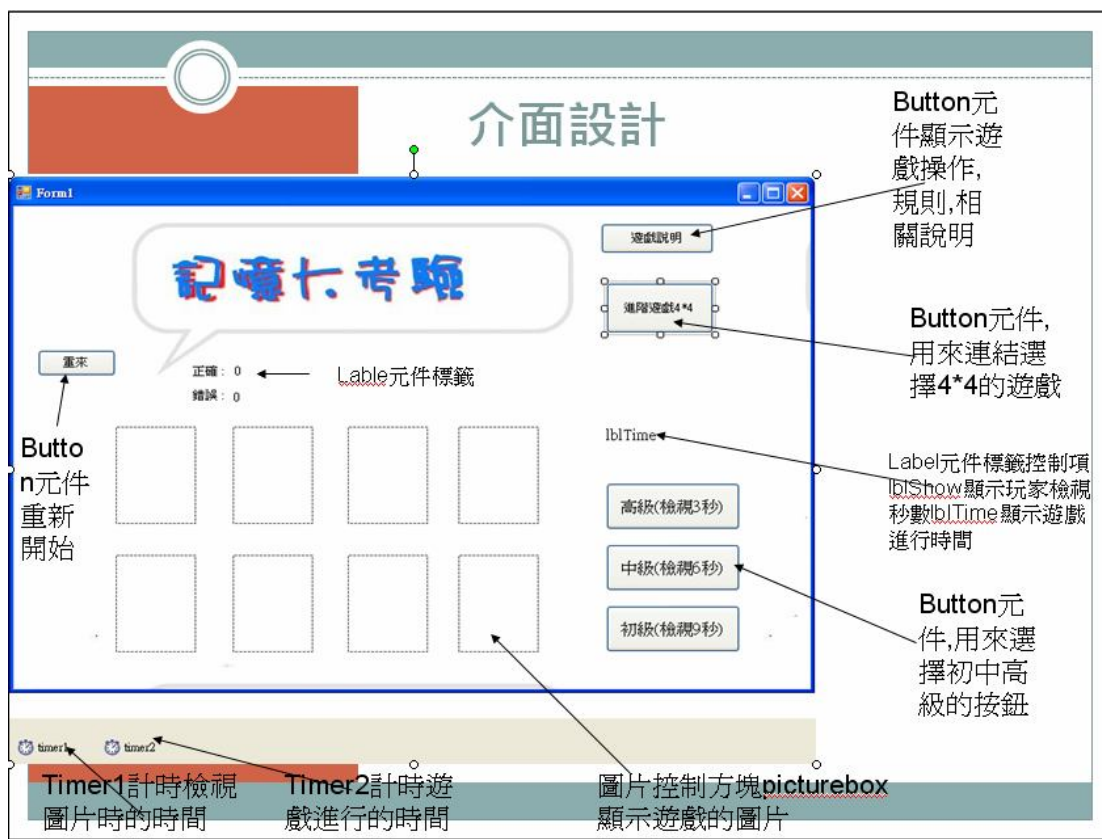 介面設計
Button元
件顯示遊
戲操作,
規則,相
關說明
Form1
遊戲說明
記憶大考驗
進階遊戲4*4
Button元件,
用來連結選
擇4*4的遊戲
重來
正確： 0
Lable元件標籤
錯誤： 0
Butto
n元件
重新
開始
lblTime
Label元件標籤控制項
lblShow顯示玩家檢視
秒數lblTime顯示遊戲
進行時間
高級(檢視3秒)
中級(檢視6秒)
初級(檢視9秒)
Button元
件,用來選
擇初中高
級的按鈕
timer1
timer2
Timer1計時檢視
圖片時的時間
Timer2計時遊
戲進行的時間
圖片控制方塊picturebox
顯示遊戲的圖片